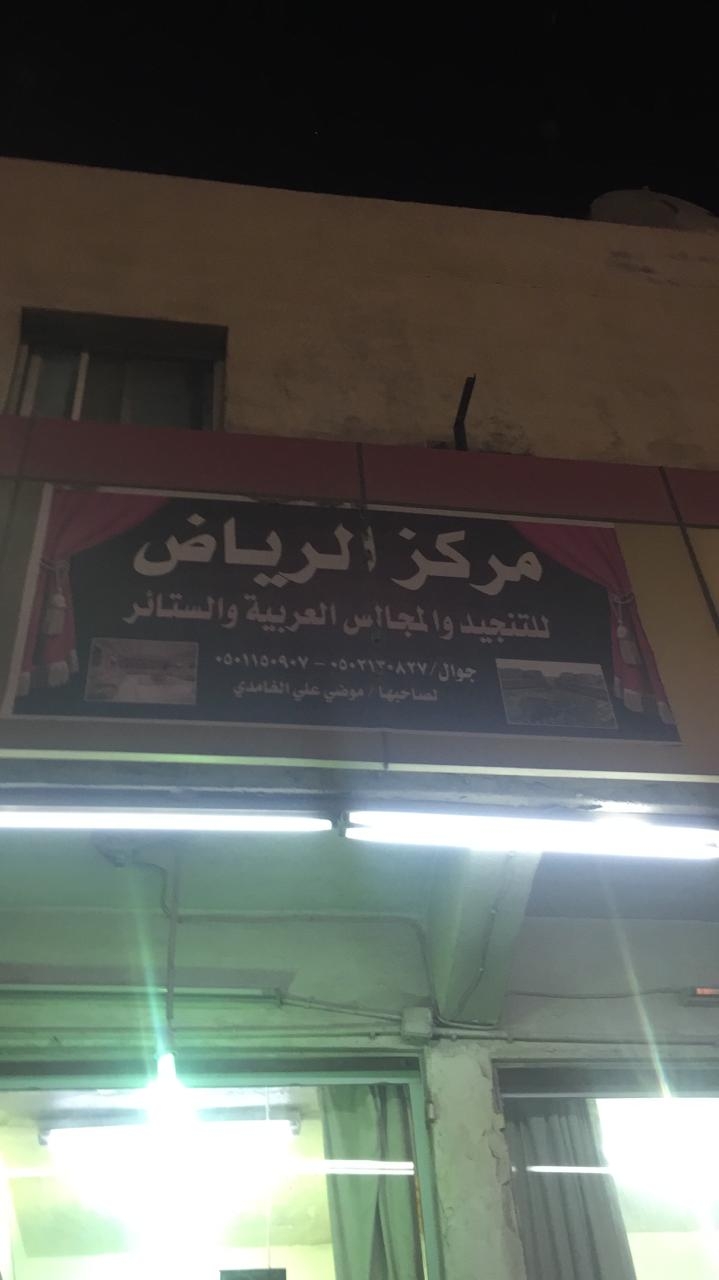 مركز الرياض
للتنجيد والمجالس العربية والستائر
جوال/ ٠٥٠٢١٣٠٨٢٧ - ٠٥٠١١٥٠٩٠٧
لصاحبها / موضي علي الغامدي